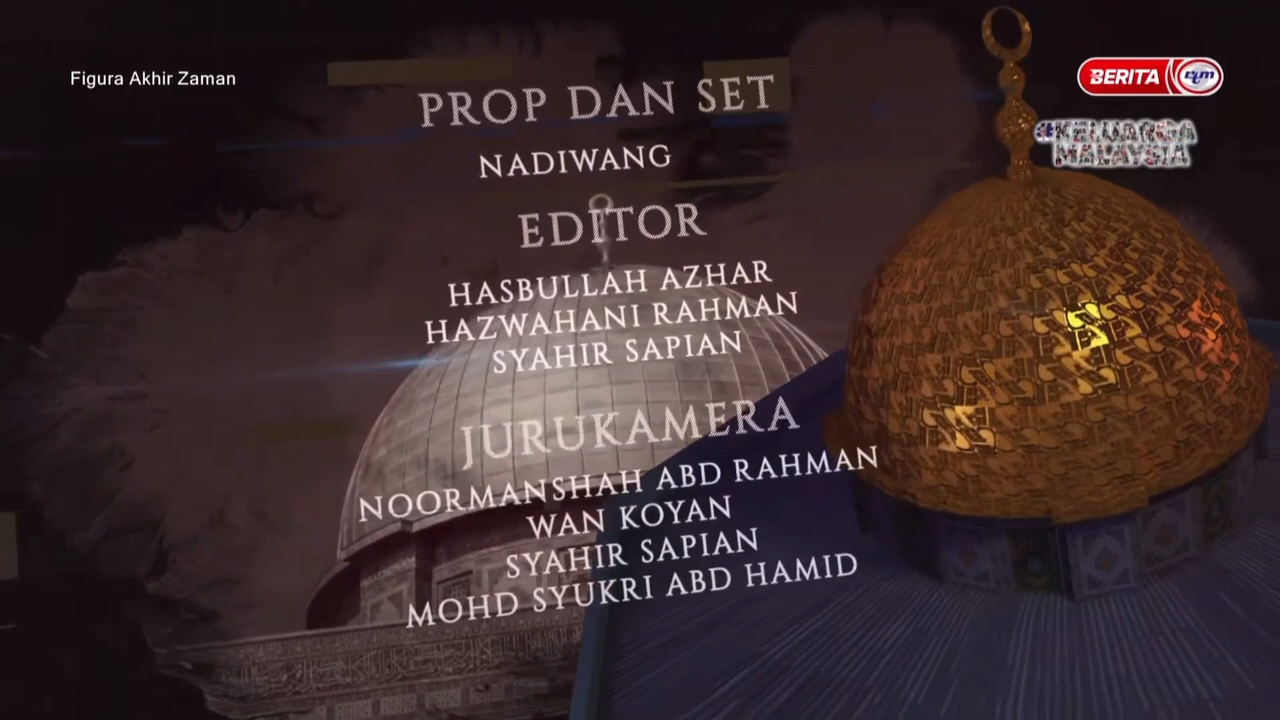 Figura Akhir Zaman
BERITA rtm
#KELUARGA
MALAYSIA
PROP DAN SET
NADIWANG
EDITOR
HASBULLAH AZHAR
HAZWAHANI RAHMAN
SYAHIR SAPIAN
JURUKAMERA
NOORMANSHAH ABD RAHMAN
WAN KOYAN
SYAHIR SAPIAN
MOHD SYUKRI ABD HAMID